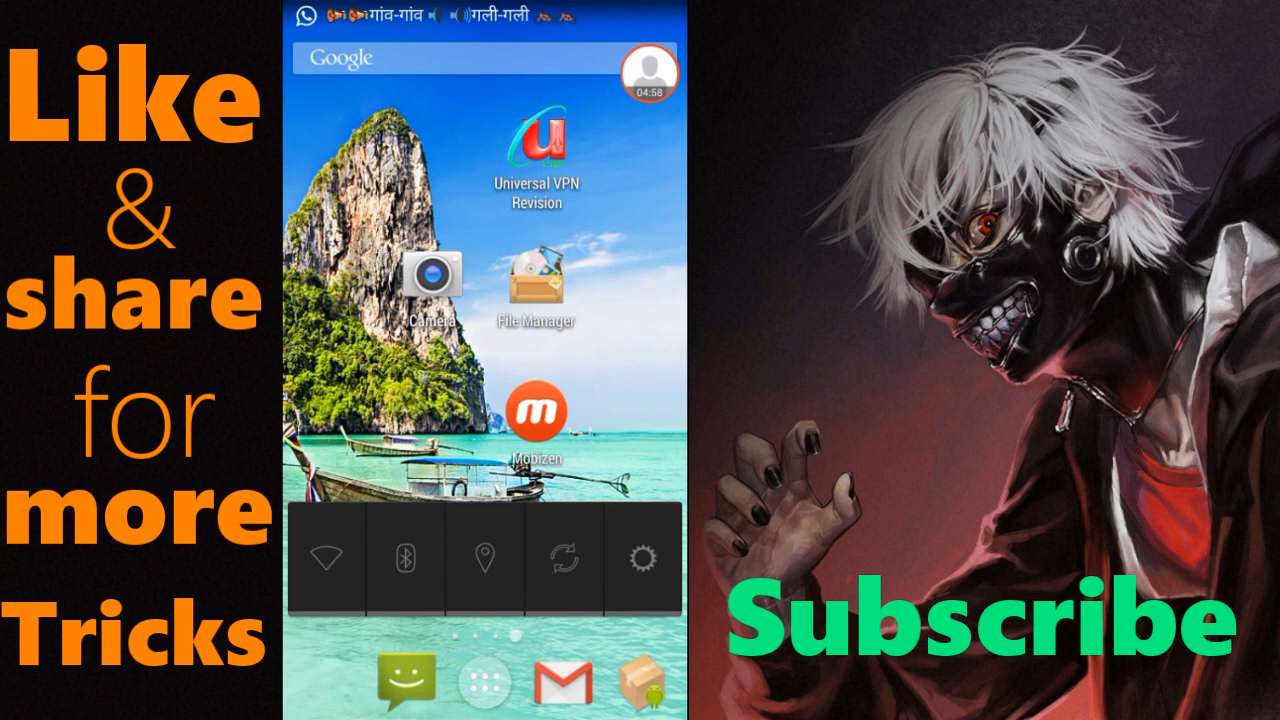 Like
&
share
for
more
Tricks
गांव-गांव गली-गली
Google
04:58
Universal VPN
Revision
Camera
File Manager
Mobizen
Subscribe